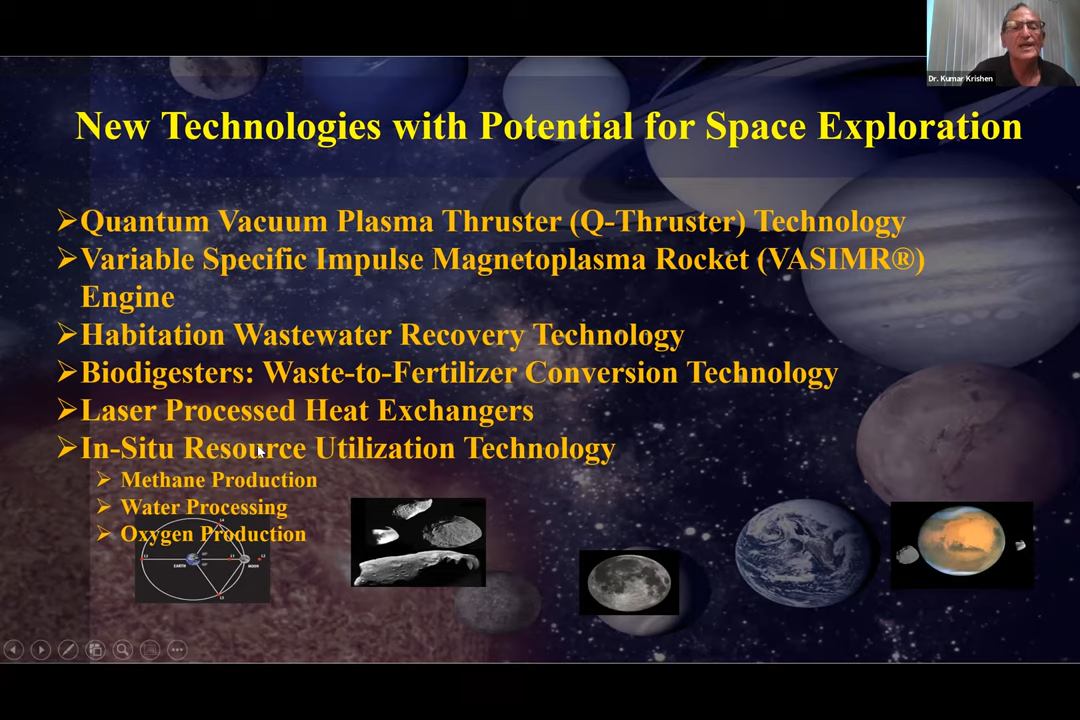 Dr. Kumar Krishen
New Technologies with Potential for Space Exploration
➢Quantum Vacuum Plasma Thruster (Q-Thruster) Technology
➢Variable Specific Impulse Magnetoplasma Rocket (VASIMR®)
Engine
➢Habitation Wastewater Recovery Technology
➢Biodigesters: Waste-to-Fertilizer Conversion Technology
➢Laser Processed Heat Exchangers
➢In-Situ Resource Utilization Technology
➢ Methane Production
➢ Water Processing
➢ Oxygen Production
EARTH
MOON